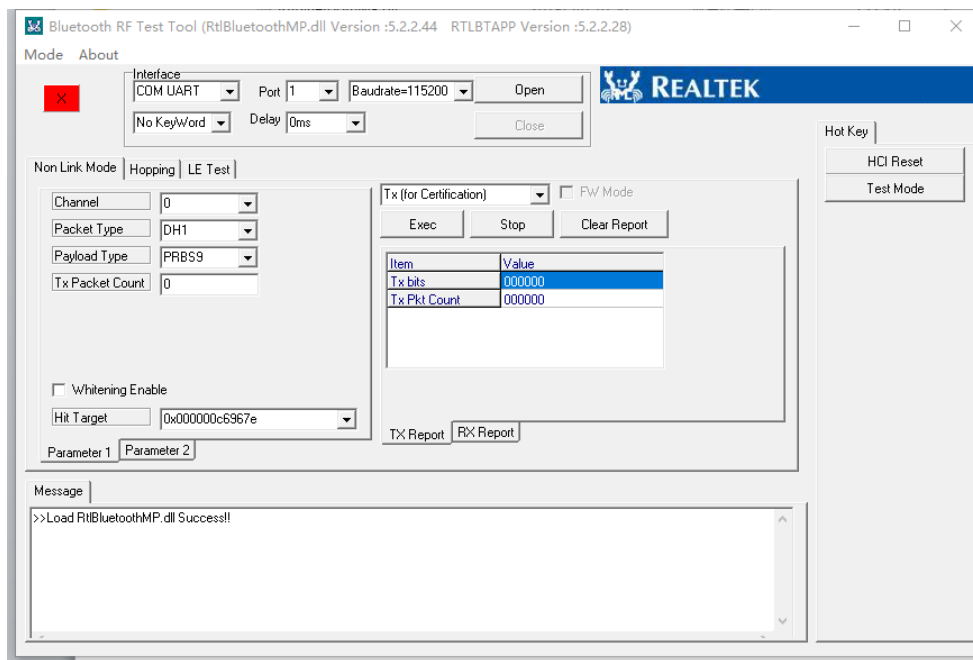 Bluetooth RF Test Tool (RtlBluetoothMP.dll Version :5.2.2.44 RTLBTAPP Version :5.2.2.28)
Mode About
X
Interface
COM UART Port 1 Baudrate=115200 Open
No KeyWord Delay 0ms Close
REALTEK
Hot Key
HCI Reset
Test Mode
Non Link Mode Hopping LE Test
Channel 0
Packet Type DH1
Payload Type PRBS9
Tx Packet Count 0
Whitening Enable
Hit Target 0x000000c6967e
Parameter 1 Parameter 2
Tx (for Certification) FW Mode
Exec Stop Clear Report
Item Value
Tx bits 000000
Tx Pkt Count 000000
TX Report RX Report
Message
>>Load RtlBluetoothMP.dll Success!!